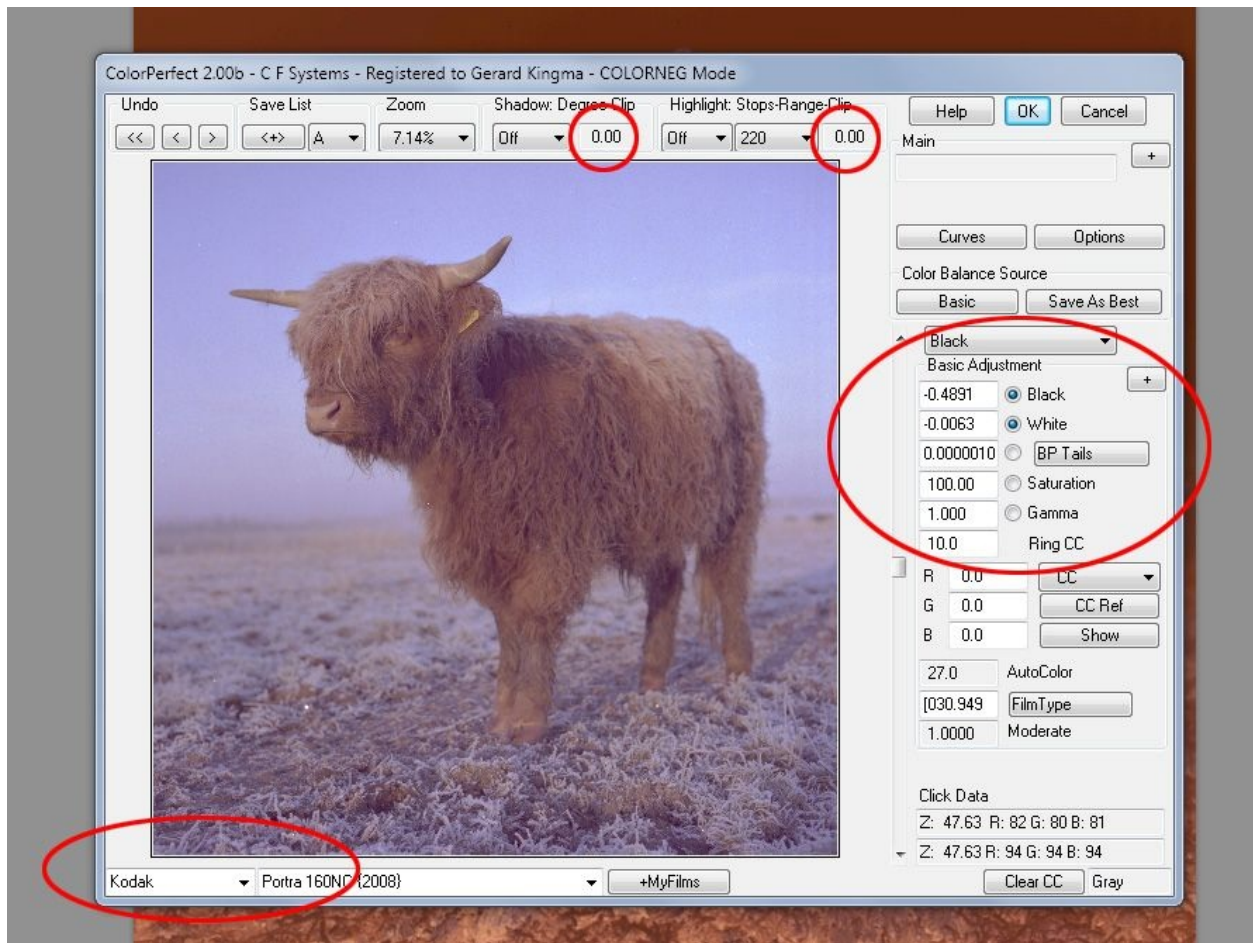 ColorPerfect 2.00b - C F Systems - Registered to Gerard Kingma - COLORNEG Mode
Undo Save List Zoom Shadow: Degree-Clip Highlight: Stops-Range-Clip
Help OK Cancel
<< < > <+> A 7.14% Off 0.00 Off 220 0.00
Main
+
Curves Options
Color Balance Source
Basic Save As Best
Black
Basic Adjustment
+
-0.4891 Black
-0.0063 White
0.0000010 BP Tails
100.00 Saturation
1.000 Gamma
10.0 Ring CC
R 0.0 CC
G 0.0 CC Ref
B 0.0 Show
27.0 AutoColor
[030.949 FilmType
1.0000 Moderate
Click Data
Z: 47.63 R: 82 G: 80 B: 81
Z: 47.63 R: 94 G: 94 B: 94
Kodak Portra 160NC {2008} +MyFilms Clear CC Gray